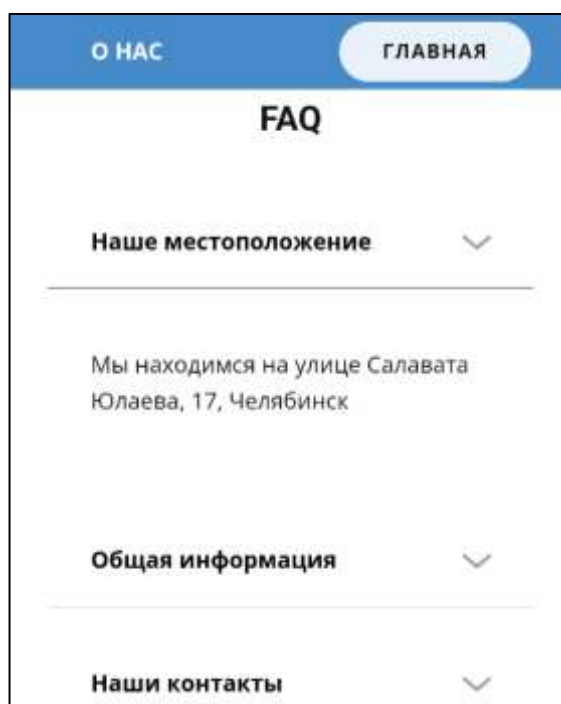 О НАС
ГЛАВНАЯ
FAQ
Наше местоположение
Мы находимся на улице Салавата
Юлаева, 17, Челябинск
Общая информация
Наши контакты